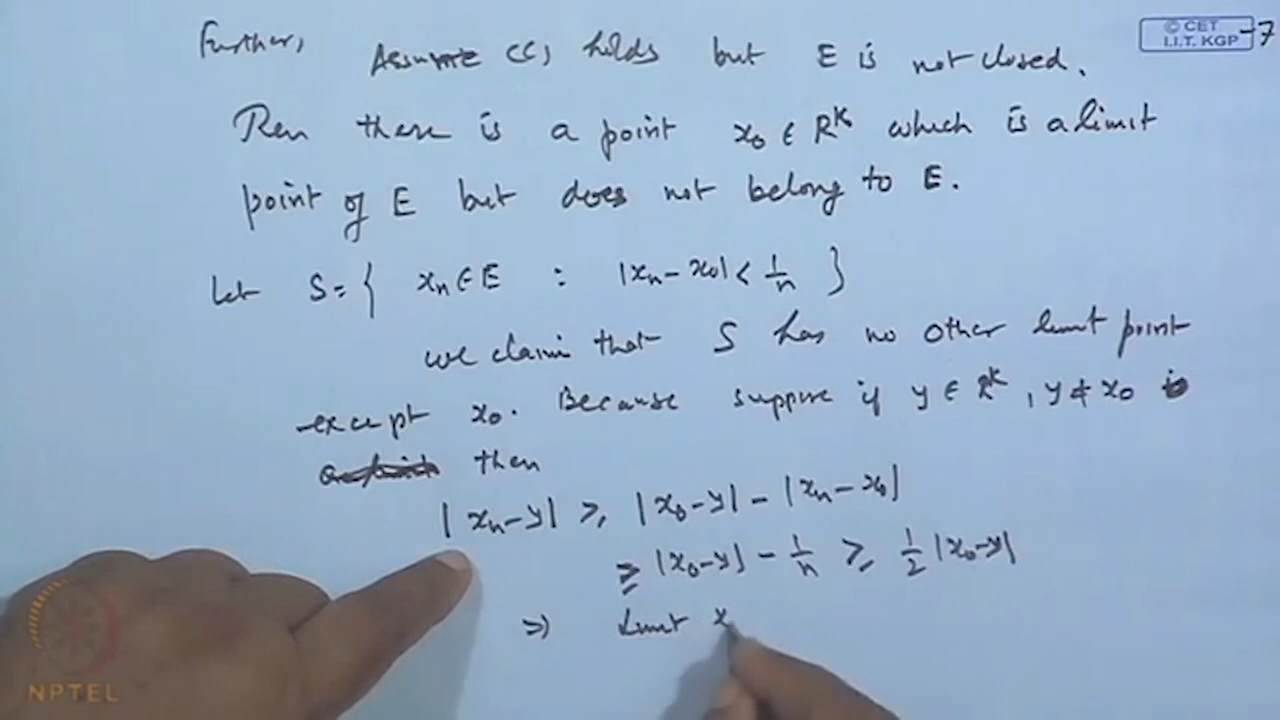 © CET
I.I.T. KGP
-7
Further, Assume (C) holds but E is not closed.
Then there is a point x₀ ∈ Rᵏ which is a limit
point of E but does not belong to E.
Let S = { xₙ ∈ E : |xₙ - x₀| < 1/n }
we claim that S has no other limit point
except x₀. Because suppose if y ∈ Rᵏ, y ≠ x₀ is
then
|xₙ-y| ≥ |x₀-y| - |xₙ-x₀|
≥ |x₀-y| - 1/n ≥ 1/2 |x₀-y|
⇒ Limit x
NPTEL